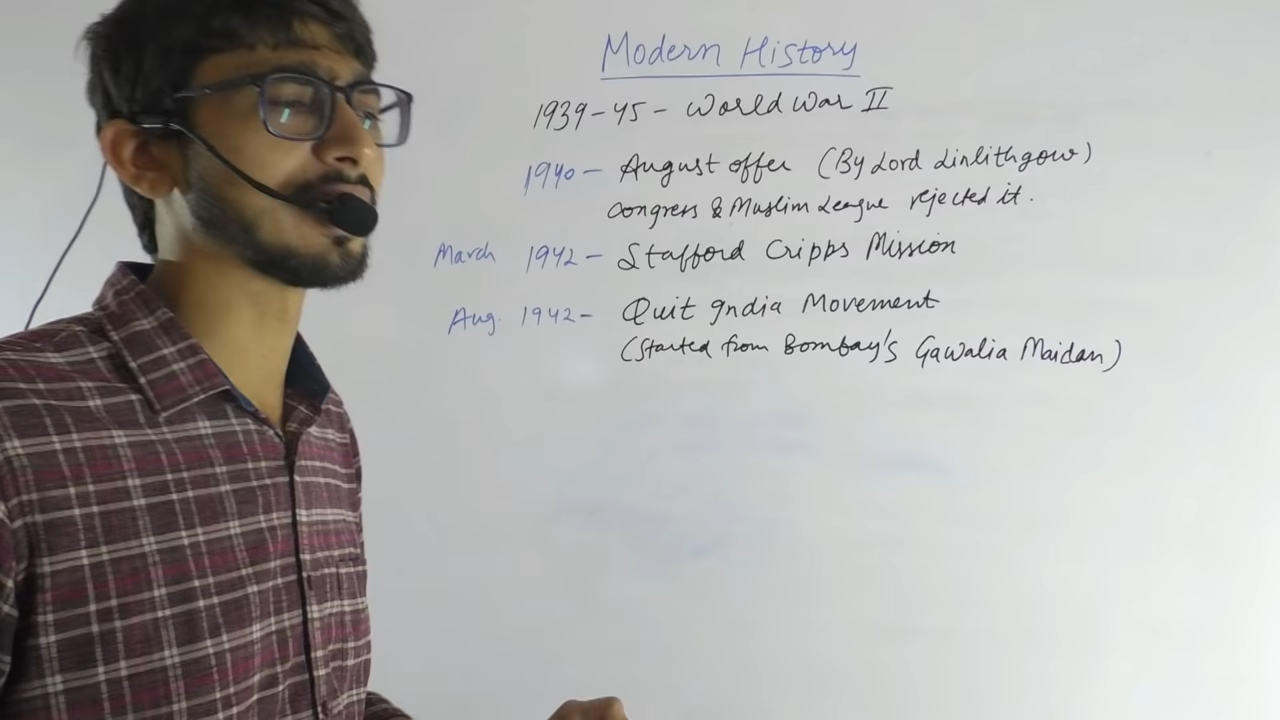 Modern History
1939-45 - World War II
1940 - August offer (By Lord Linlithgow)
Congress & Muslim League rejected it.
March 1942 - Stafford Cripps Mission
Aug. 1942 - Quit India Movement
(Started from Bombay's Gawalia Maidan)